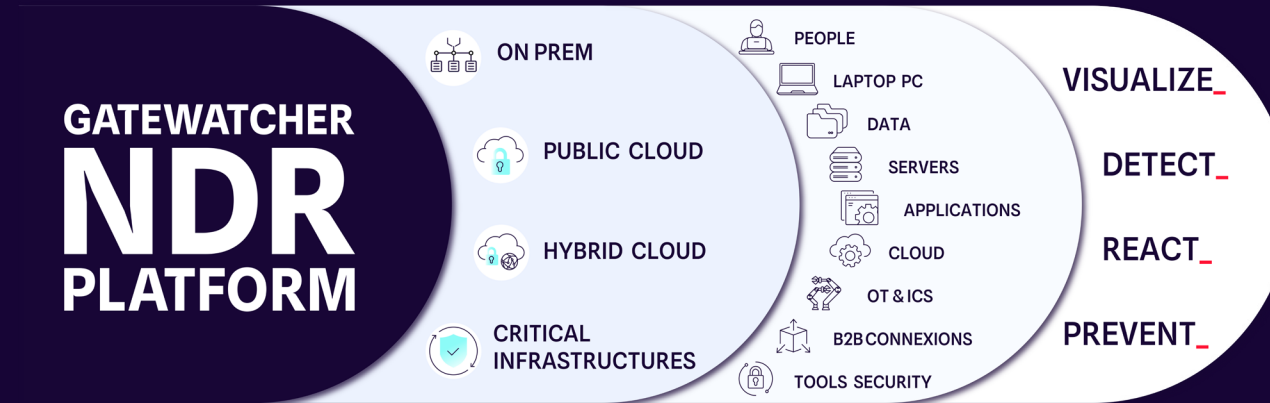 GATEWATCHER
NDR
PLATFORM
ON PREM
PUBLIC CLOUD
HYBRID CLOUD
CRITICAL
INFRASTRUCTURES
PEOPLE
LAPTOP PC
DATA
SERVERS
APPLICATIONS
CLOUD
OT & ICS
B2B CONNEXIONS
TOOLS SECURITY
VISUALIZE_
DETECT_
REACT_
PREVENT_